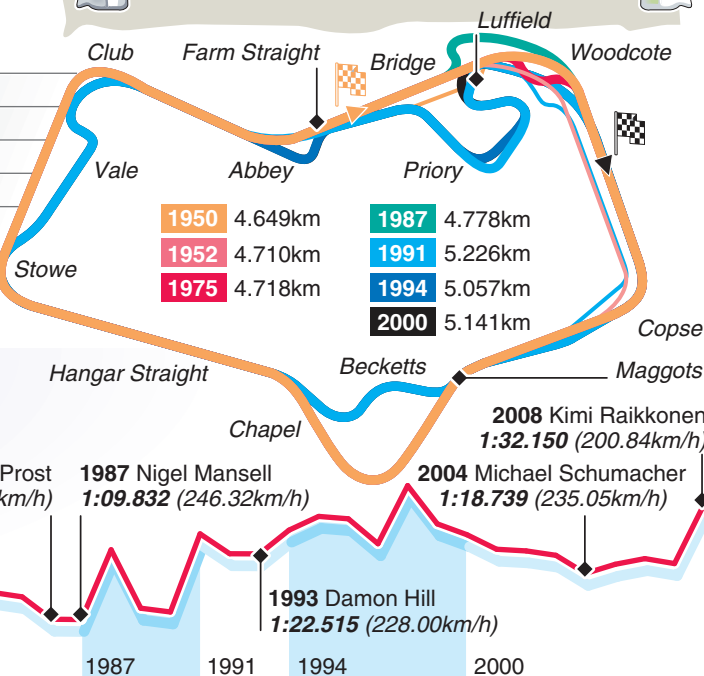 Luffield
Club
Farm Straight
Bridge
Woodcote
Vale
Abbey
Priory
1950 4.649km
1952 4.710km
1975 4.718km
1987 4.778km
1991 5.226km
1994 5.057km
2000 5.141km
Stowe
Copse
Hangar Straight
Becketts
Maggots
Chapel
2008 Kimi Raikkonen
1:32.150 (200.84km/h)
Prost
km/h)
1987 Nigel Mansell
1:09.832 (246.32km/h)
2004 Michael Schumacher
1:18.739 (235.05km/h)
1993 Damon Hill
1:22.515 (228.00km/h)
1987
1991
1994
2000